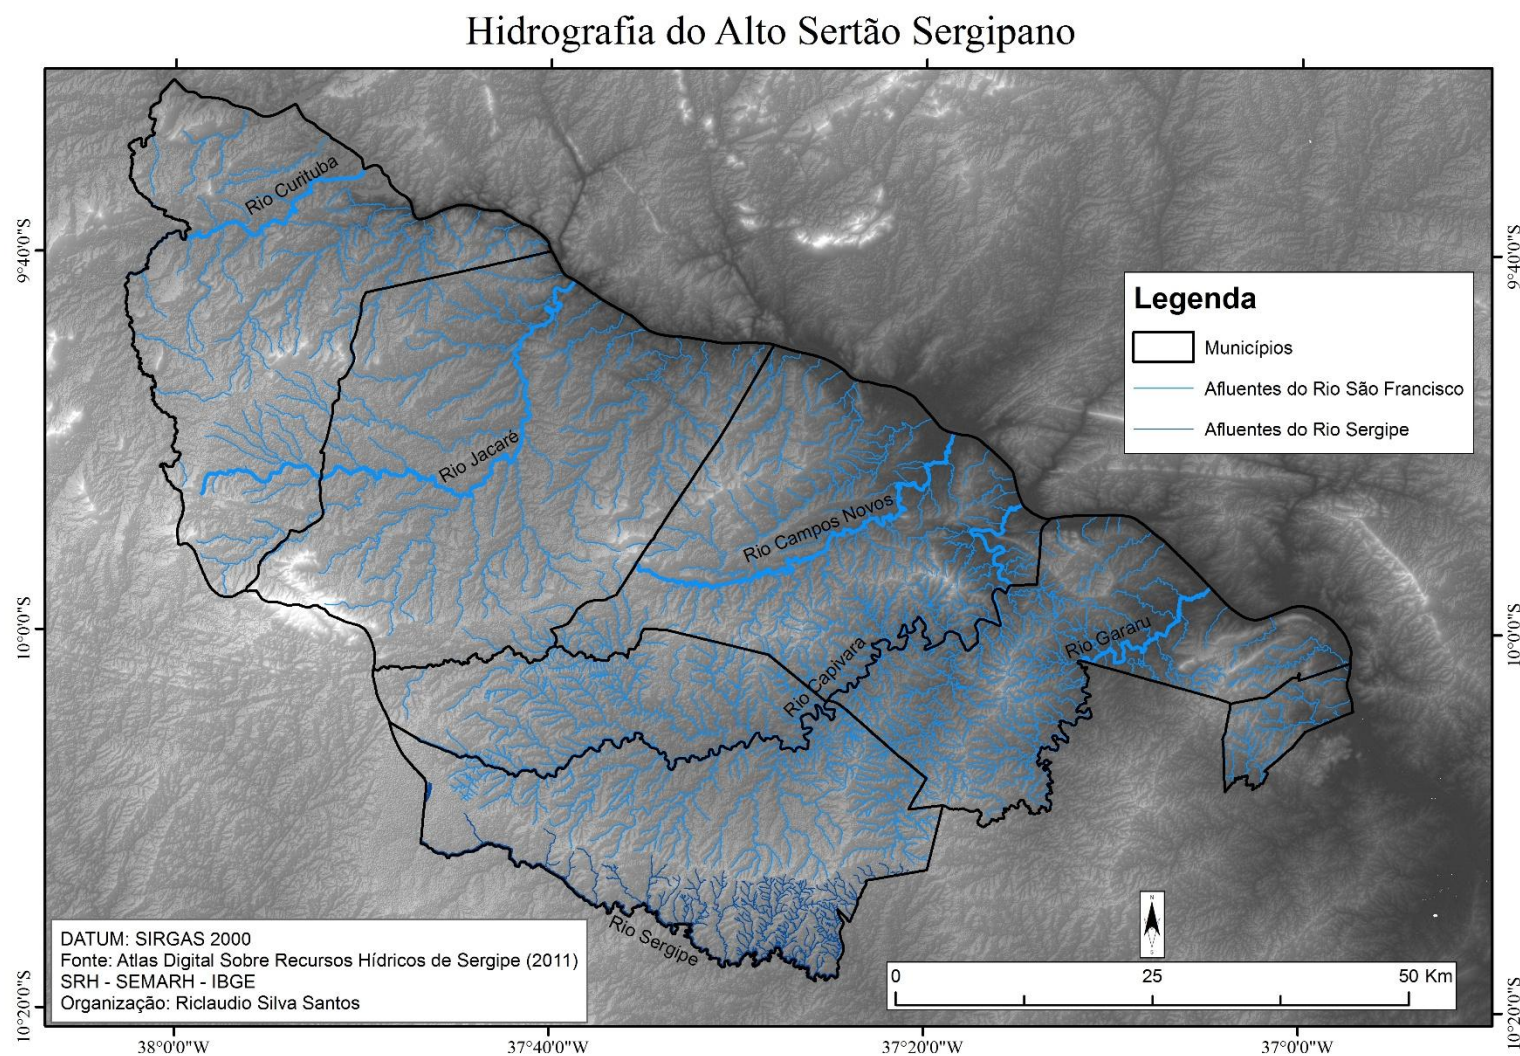 Hidrografia do Alto Sertão Sergipano
Rio Curituba
9°40'0"S
9°40'0"S
Legenda
Municípios
Afluentes do Rio São Francisco
Afluentes do Rio Sergipe
Rio Jacaré
Rio Campos Novos
10°0'0"S
10°0'0"S
Rio Gararu
Rio Capivara
Rio Sergipe
N
DATUM: SIRGAS 2000
Fonte: Atlas Digital Sobre Recursos Hídricos de Sergipe (2011)
SRH - SEMARH - IBGE
Organização: Riclaudio Silva Santos
0 25 50 Km
10°20'0"S
10°20'0"S
38°0'0"W 37°40'0"W 37°20'0"W 37°0'0"W